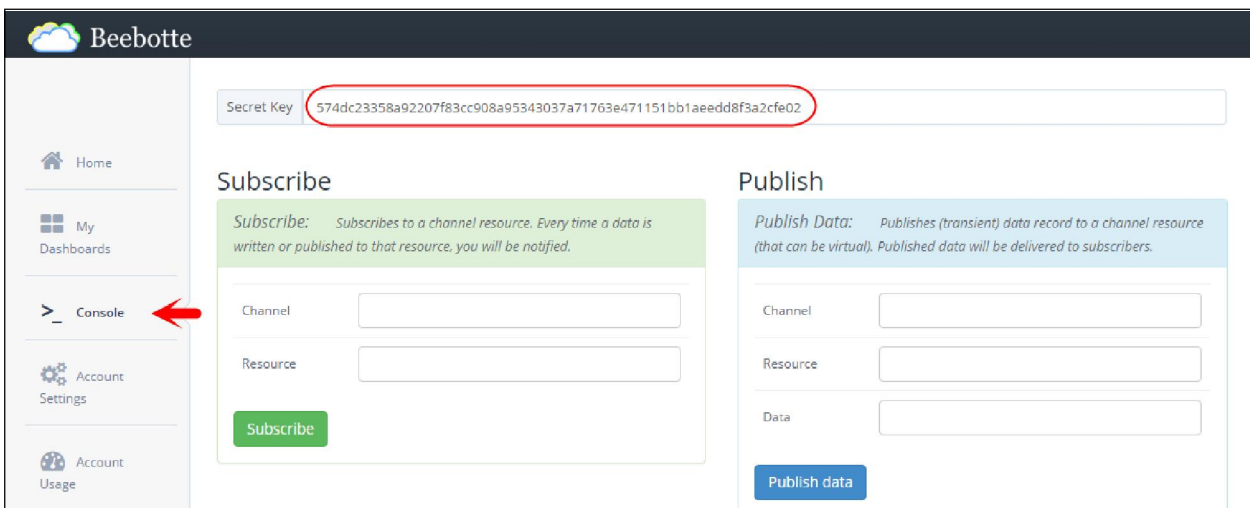 Beebotte
Secret Key 574dc23358a92207f83cc908a95343037a71763e471151bb1aeedd8f3a2cfe02
Home
My
Dashboards
>_ Console
Account
Settings
Account
Usage
Subscribe
Subscribe: Subscribes to a channel resource. Every time a data is
written or published to that resource, you will be notified.
Channel
Resource
Subscribe
Publish
Publish Data: Publishes (transient) data record to a channel resource
(that can be virtual). Published data will be delivered to subscribers.
Channel
Resource
Data
Publish data